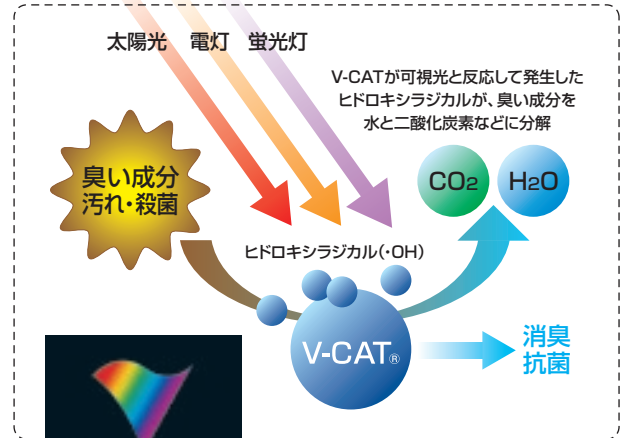 太陽光 電灯 蛍光灯
V-CATが可視光と反応して発生した
ヒドロキシラジカルが、臭い成分を
水と二酸化炭素などに分解
臭い成分
汚れ・殺菌
CO2 H2O
ヒドロキシラジカル(・OH)
V-CAT®
消臭
抗菌